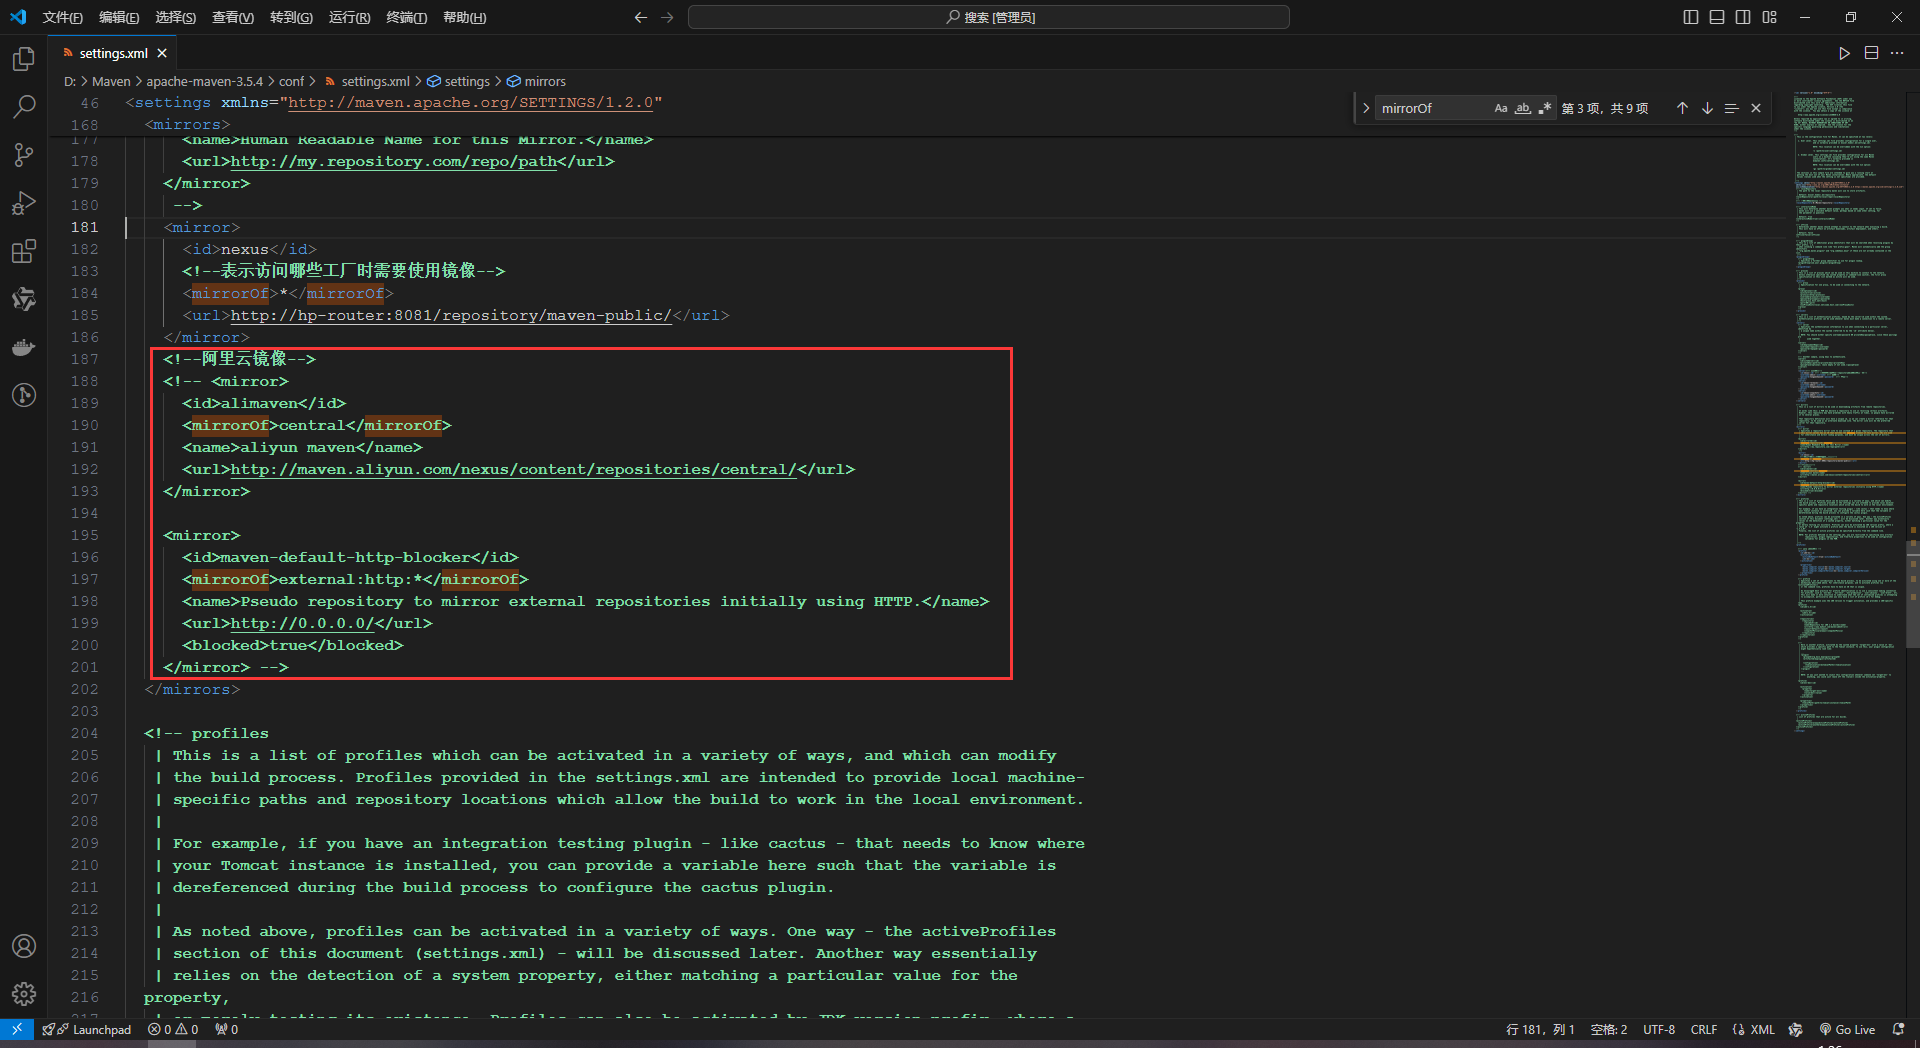 文件(F) 编辑(E) 选择(S) 查看(V) 转到(G) 运行(R) 终端(T) 帮助(H) 搜索 [管理员]
settings.xml
D: > Maven > apache-maven-3.5.4 > conf > settings.xml > settings > mirrors
46 <settings xmlns="http://maven.apache.org/SETTINGS/1.2.0"
mirrorOf Aa ab 第 3 项, 共 9 项
168 <mirrors>
177 <name>Human Readable Name for this Mirror.</name>
178 <url>http://my.repository.com/repo/path</url>
179 </mirror>
180 -->
181 <mirror>
182 <id>nexus</id>
183 <!--表示访问哪些工厂时需要使用镜像-->
184 <mirrorOf>*</mirrorOf>
185 <url>http://hp-router:8081/repository/maven-public/</url>
186 </mirror>
187 <!--阿里云镜像-->
188 <!-- <mirror>
189 <id>alimaven</id>
190 <mirrorOf>central</mirrorOf>
191 <name>aliyun maven</name>
192 <url>http://maven.aliyun.com/nexus/content/repositories/central/</url>
193 </mirror>
194
195 <mirror>
196 <id>maven-default-http-blocker</id>
197 <mirrorOf>external:http:*</mirrorOf>
198 <name>Pseudo repository to mirror external repositories initially using HTTP.</name>
199 <url>http://0.0.0.0/</url>
200 <blocked>true</blocked>
201 </mirror> -->
202 </mirrors>
203
204 <!-- profiles
205 | This is a list of profiles which can be activated in a variety of ways, and which can modify
206 | the build process. Profiles provided in the settings.xml are intended to provide local machine-
207 | specific paths and repository locations which allow the build to work in the local environment.
208 |
209 | For example, if you have an integration testing plugin - like cactus - that needs to know where
210 | your Tomcat instance is installed, you can provide a variable here such that the variable is
211 | dereferenced during the build process to configure the cactus plugin.
212 |
213 | As noted above, profiles can be activated in a variety of ways. One way - the activeProfiles
214 | section of this document (settings.xml) - will be discussed later. Another way essentially
215 | relies on the detection of a system property, either matching a particular value for the
216 property,
Launchpad 0 0 0 行 181, 列 1 空格: 2 UTF-8 CRLF XML Go Live